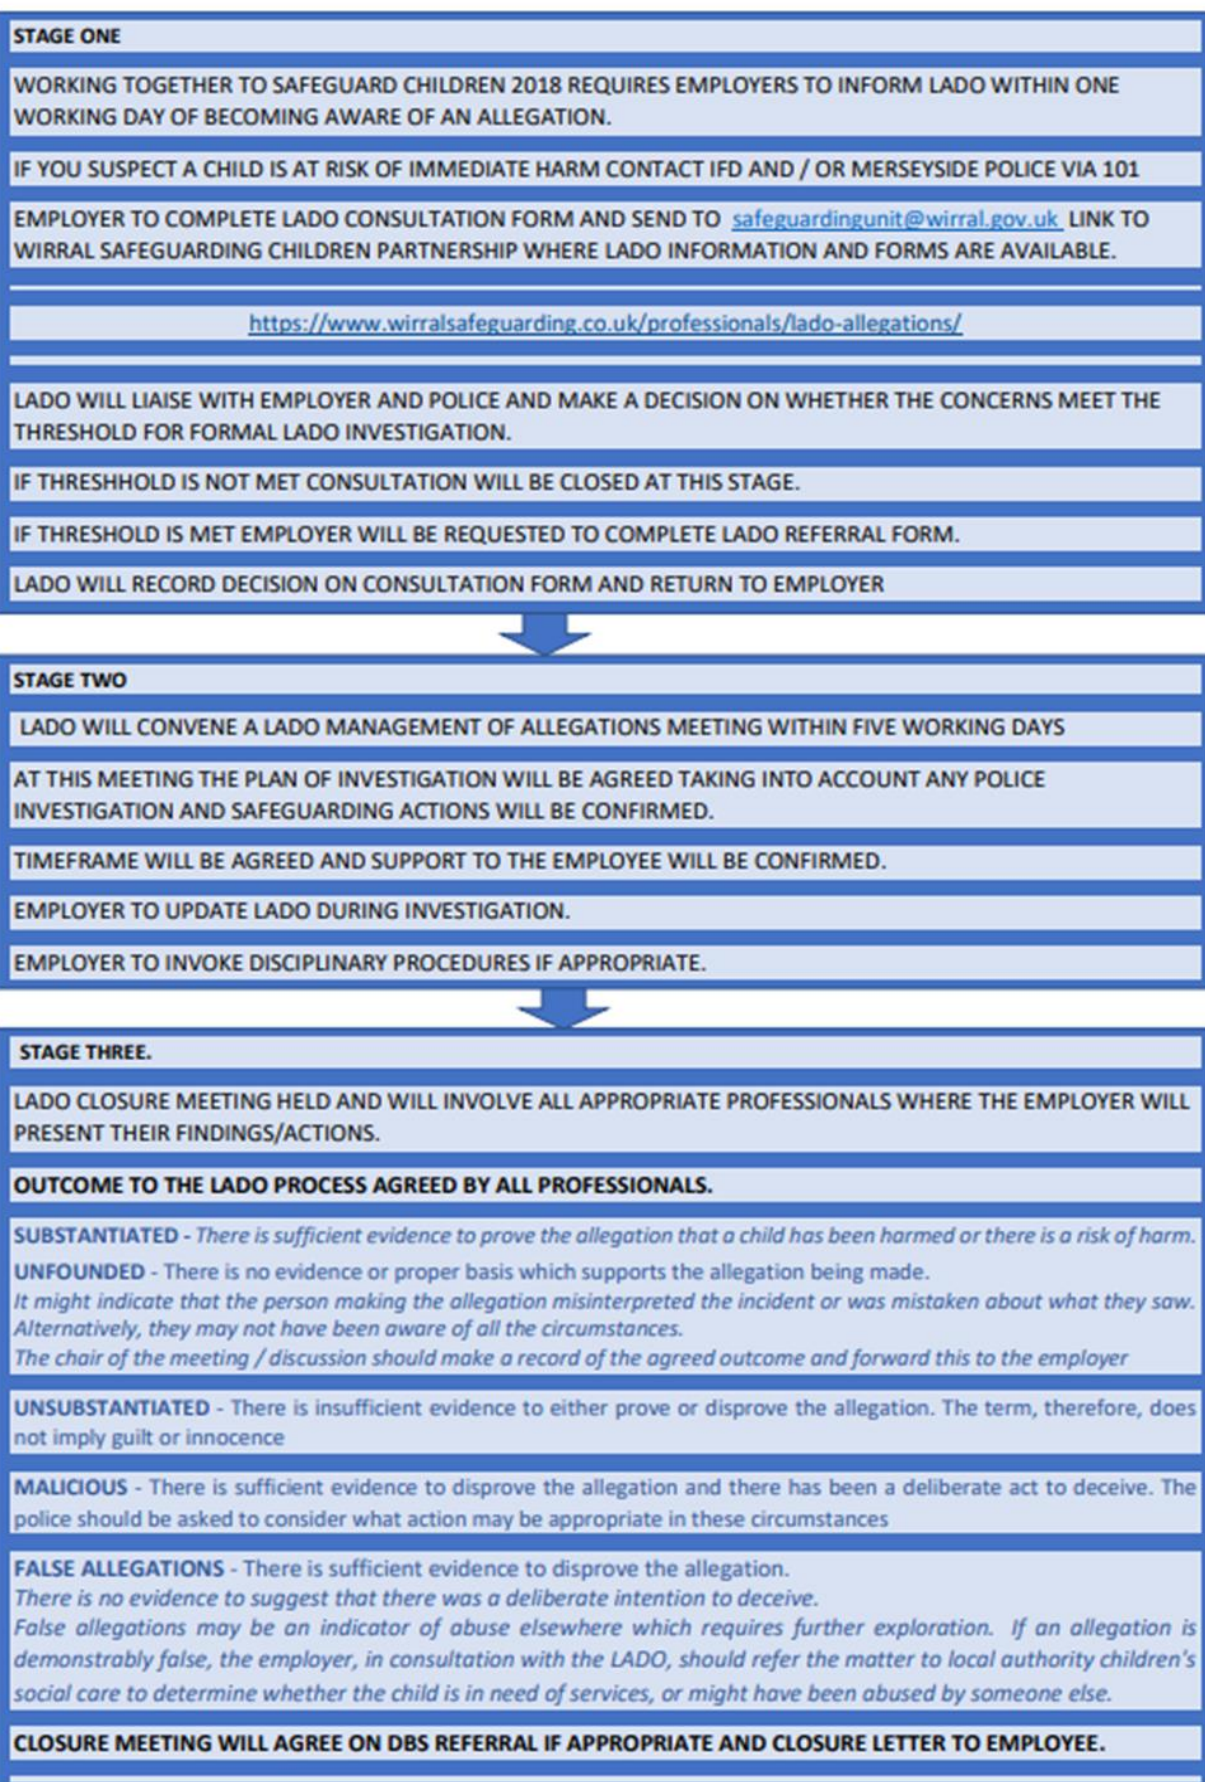 STAGE ONE
WORKING TOGETHER TO SAFEGUARD CHILDREN 2018 REQUIRES EMPLOYERS TO INFORM LADO WITHIN ONE
WORKING DAY OF BECOMING AWARE OF AN ALLEGATION.
IF YOU SUSPECT A CHILD IS AT RISK OF IMMEDIATE HARM CONTACT IFD AND / OR MERSEYSIDE POLICE VIA 101
EMPLOYER TO COMPLETE LADO CONSULTATION FORM AND SEND TO safeguardingunit@wirral.gov.uk LINK TO
WIRRAL SAFEGUARDING CHILDREN PARTNERSHIP WHERE LADO INFORMATION AND FORMS ARE AVAILABLE.
https://www.wirralsafeguarding.co.uk/professionals/lado-allegations/
LADO WILL LIAISE WITH EMPLOYER AND POLICE AND MAKE A DECISION ON WHETHER THE CONCERNS MEET THE
THRESHOLD FOR FORMAL LADO INVESTIGATION.
IF THRESHHOLD IS NOT MET CONSULTATION WILL BE CLOSED AT THIS STAGE.
IF THRESHOLD IS MET EMPLOYER WILL BE REQUESTED TO COMPLETE LADO REFERRAL FORM.
LADO WILL RECORD DECISION ON CONSULTATION FORM AND RETURN TO EMPLOYER
STAGE TWO
LADO WILL CONVENE A LADO MANAGEMENT OF ALLEGATIONS MEETING WITHIN FIVE WORKING DAYS
AT THIS MEETING THE PLAN OF INVESTIGATION WILL BE AGREED TAKING INTO ACCOUNT ANY POLICE
INVESTIGATION AND SAFEGUARDING ACTIONS WILL BE CONFIRMED.
TIMEFRAME WILL BE AGREED AND SUPPORT TO THE EMPLOYEE WILL BE CONFIRMED.
EMPLOYER TO UPDATE LADO DURING INVESTIGATION.
EMPLOYER TO INVOKE DISCIPLINARY PROCEDURES IF APPROPRIATE.
STAGE THREE.
LADO CLOSURE MEETING HELD AND WILL INVOLVE ALL APPROPRIATE PROFESSIONALS WHERE THE EMPLOYER WILL
PRESENT THEIR FINDINGS/ACTIONS.
OUTCOME TO THE LADO PROCESS AGREED BY ALL PROFESSIONALS.
SUBSTANTIATED - There is sufficient evidence to prove the allegation that a child has been harmed or there is a risk of harm.
UNFOUNDED - There is no evidence or proper basis which supports the allegation being made.
It might indicate that the person making the allegation misinterpreted the incident or was mistaken about what they saw.
Alternatively, they may not have been aware of all the circumstances.
The chair of the meeting / discussion should make a record of the agreed outcome and forward this to the employer
UNSUBSTANTIATED - There is insufficient evidence to either prove or disprove the allegation. The term, therefore, does
not imply guilt or innocence
MALICIOUS - There is sufficient evidence to disprove the allegation and there has been a deliberate act to deceive. The
police should be asked to consider what action may be appropriate in these circumstances
FALSE ALLEGATIONS - There is sufficient evidence to disprove the allegation.
There is no evidence to suggest that there was a deliberate intention to deceive.
False allegations may be an indicator of abuse elsewhere which requires further exploration. If an allegation is
demonstrably false, the employer, in consultation with the LADO, should refer the matter to local authority children's
social care to determine whether the child is in need of services, or might have been abused by someone else.
CLOSURE MEETING WILL AGREE ON DBS REFERRAL IF APPROPRIATE AND CLOSURE LETTER TO EMPLOYEE.